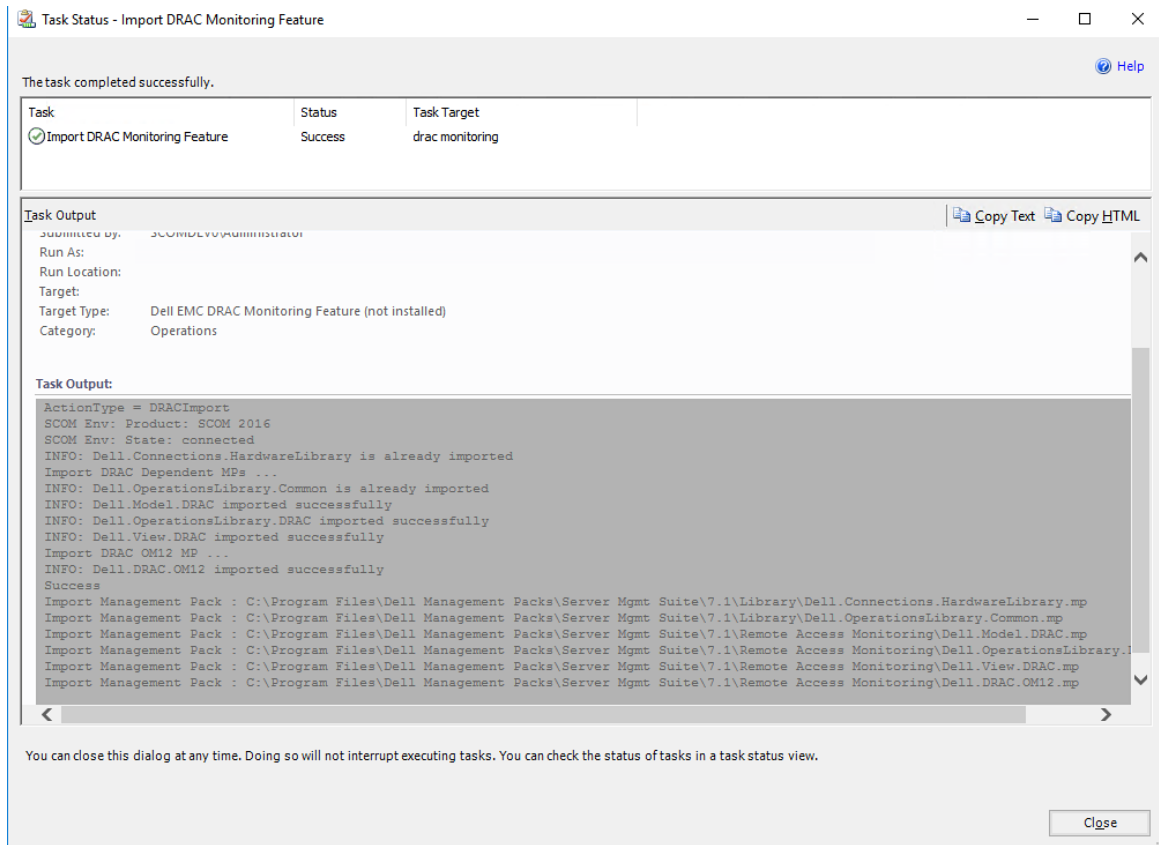 Task Status - Import DRAC Monitoring Feature
Help
The task completed successfully.
Task Status Task Target
Import DRAC Monitoring Feature Success drac monitoring
Task Output Copy Text Copy HTML
Submitted By: SCOMDEV0\Administrator
Run As:
Run Location:
Target:
Target Type: Dell EMC DRAC Monitoring Feature (not installed)
Category: Operations
Task Output:
ActionType = DRACImport
SCOM Env: Product: SCOM 2016
SCOM Env: State: connected
INFO: Dell.Connections.HardwareLibrary is already imported
Import DRAC Dependent MPs ...
INFO: Dell.OperationsLibrary.Common is already imported
INFO: Dell.Model.DRAC imported successfully
INFO: Dell.OperationsLibrary.DRAC imported successfully
INFO: Dell.View.DRAC imported successfully
Import DRAC OM12 MP ...
INFO: Dell.DRAC.OM12 imported successfully
Success
Import Management Pack : C:\Program Files\Dell Management Packs\Server Mgmt Suite\7.1\Library\Dell.Connections.HardwareLibrary.mp
Import Management Pack : C:\Program Files\Dell Management Packs\Server Mgmt Suite\7.1\Library\Dell.OperationsLibrary.Common.mp
Import Management Pack : C:\Program Files\Dell Management Packs\Server Mgmt Suite\7.1\Remote Access Monitoring\Dell.Model.DRAC.mp
Import Management Pack : C:\Program Files\Dell Management Packs\Server Mgmt Suite\7.1\Remote Access Monitoring\Dell.OperationsLibrary.
Import Management Pack : C:\Program Files\Dell Management Packs\Server Mgmt Suite\7.1\Remote Access Monitoring\Dell.View.DRAC.mp
Import Management Pack : C:\Program Files\Dell Management Packs\Server Mgmt Suite\7.1\Remote Access Monitoring\Dell.DRAC.OM12.mp
You can close this dialog at any time. Doing so will not interrupt executing tasks. You can check the status of tasks in a task status view.
Close